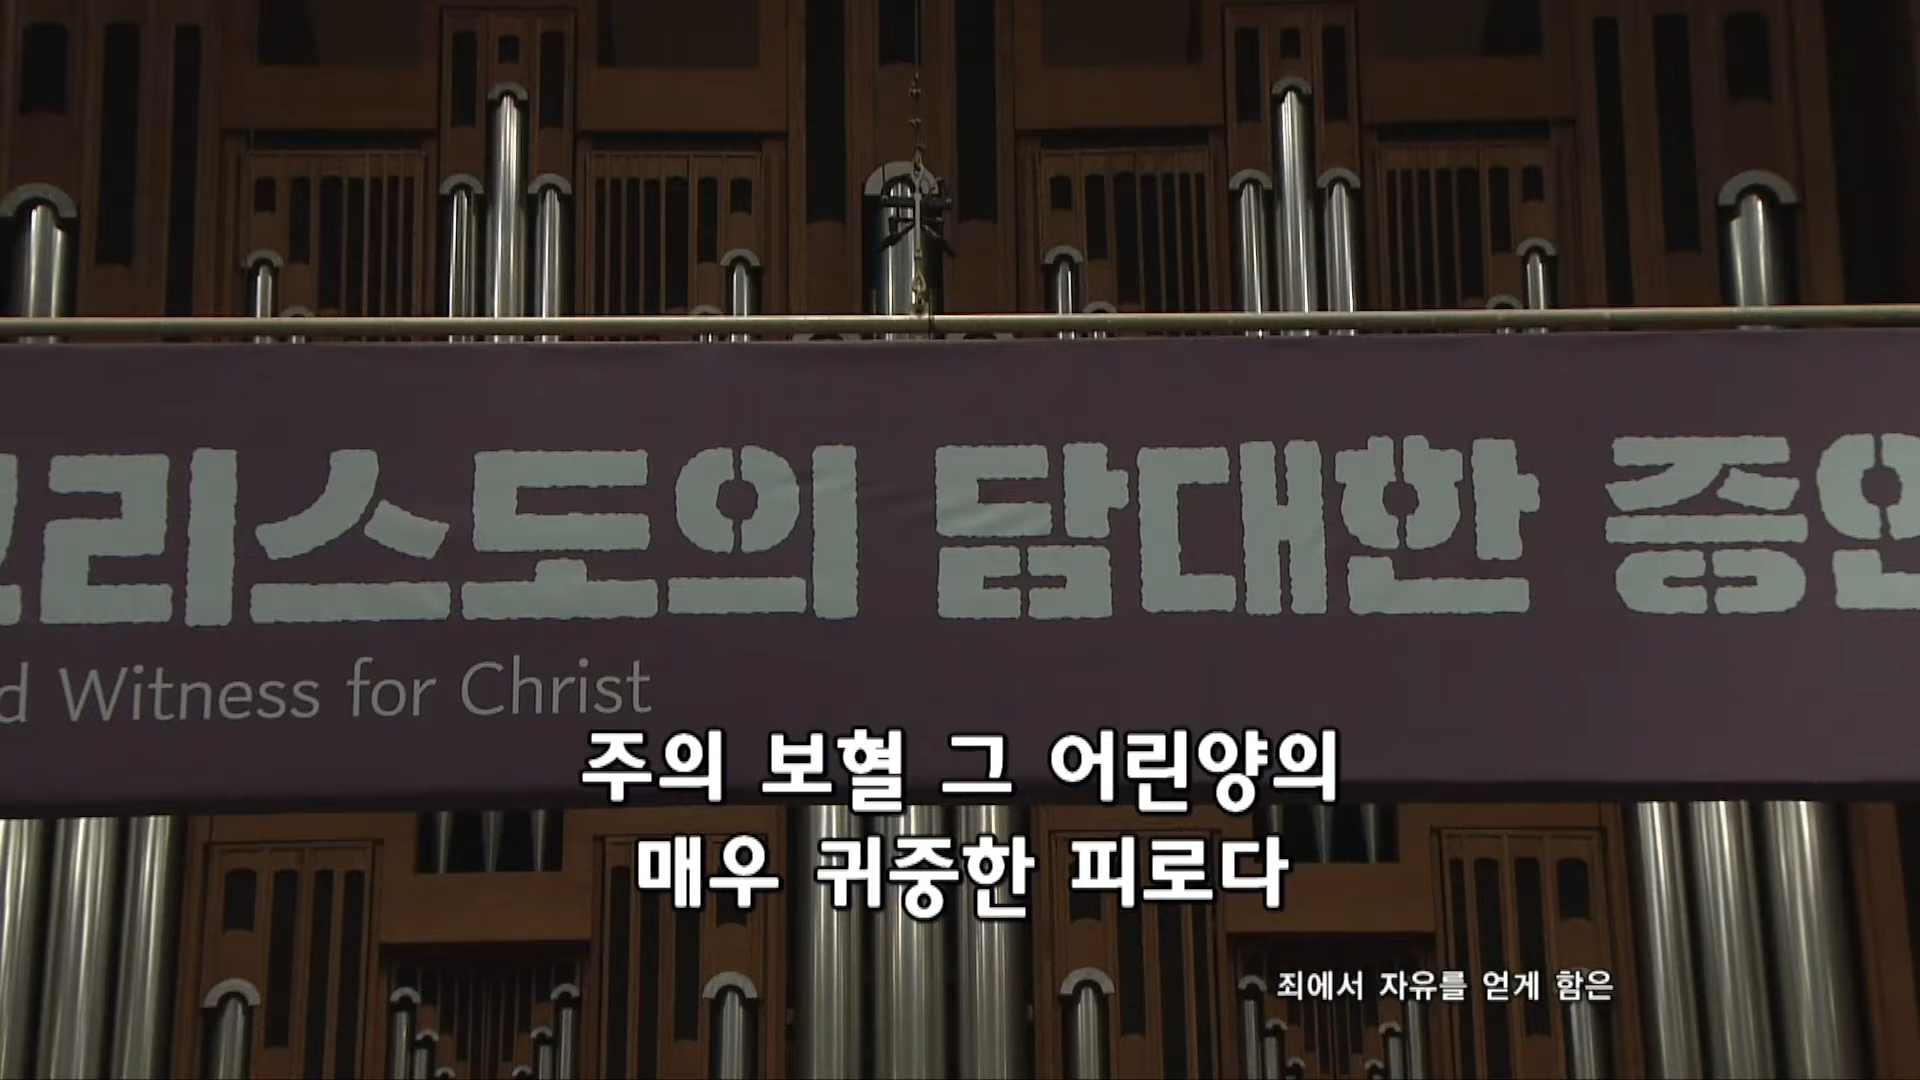 리스도의 담대한 증인
Witness for Christ
주의 보혈 그 어린양의
매우 귀중한 피로다
죄에서 자유를 얻게 함은